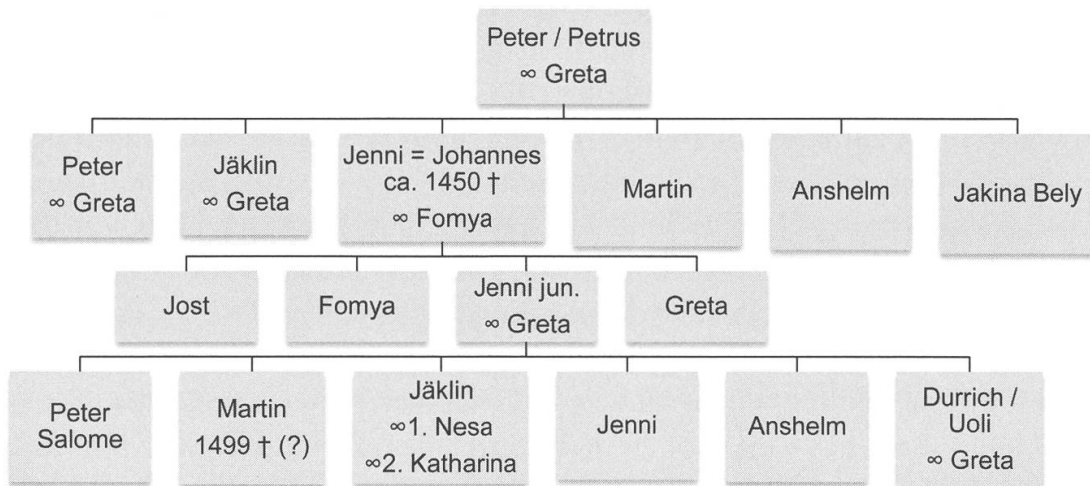 Peter / Petrus
∞ Greta
Peter
∞ Greta
Jäklin
∞ Greta
Jenni = Johannes
ca. 1450 †
∞ Fomya
Martin
Anshelm
Jakina Bely
Jost
Fomya
Jenni jun.
∞ Greta
Greta
Peter
Salome
Martin
1499 † (?)
Jäklin
∞1. Nesa
∞2. Katharina
Jenni
Anshelm
Durrich /
Uoli
∞ Greta